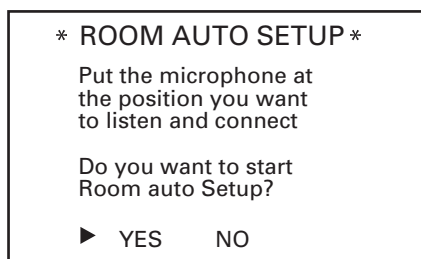 * ROOM AUTO SETUP *
Put the microphone at
the position you want
to listen and connect
Do you want to start
Room auto Setup?
▶ YES NO